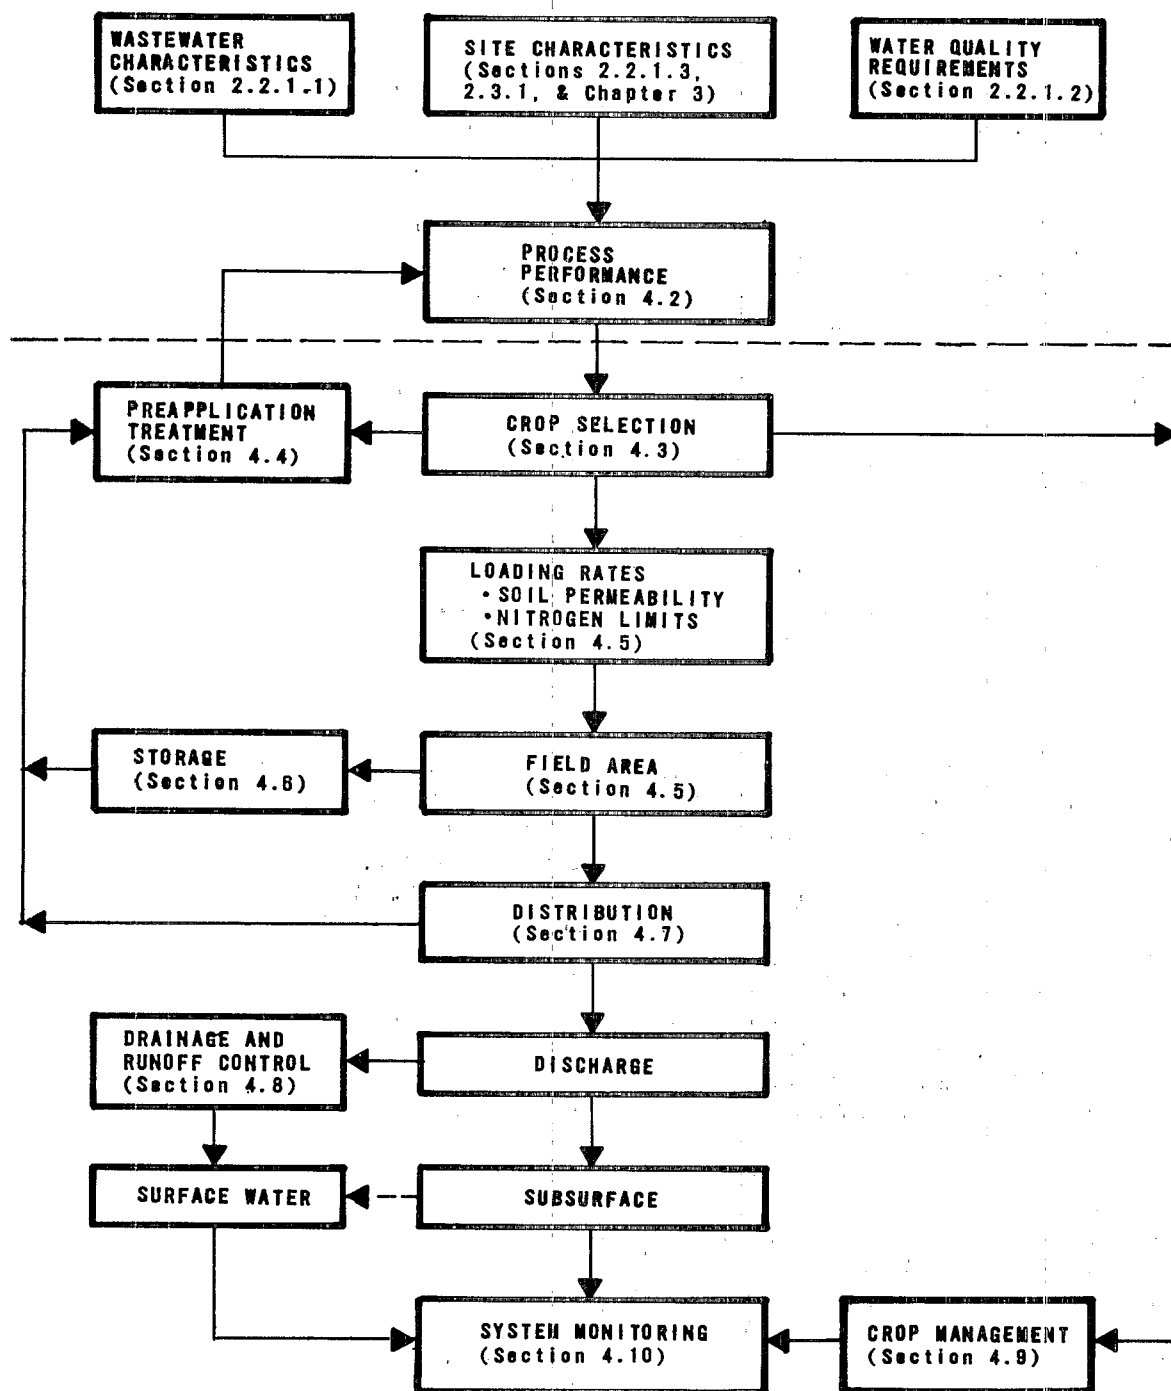 WASTEWATER
CHARACTERISTICS
(Section 2.2.1.1)
SITE CHARACTERISTICS
(Sections 2.2.1.3,
2.3.1, & Chapter 3)
WATER QUALITY
REQUIREMENTS
(Section 2.2.1.2)
PROCESS
PERFORMANCE
(Section 4.2)
PREAPPLICATION
TREATMENT
(Section 4.4)
CROP SELECTION
(Section 4.3)
LOADING RATES
• SOIL PERMEABILITY
• NITROGEN LIMITS
(Section 4.5)
STORAGE
(Section 4.6)
FIELD AREA
(Section 4.5)
DISTRIBUTION
(Section 4.7)
DRAINAGE AND
RUNOFF CONTROL
(Section 4.8)
DISCHARGE
SURFACE WATER
SUBSURFACE
SYSTEM MONITORING
(Section 4.10)
CROP MANAGEMENT
(Section 4.9)